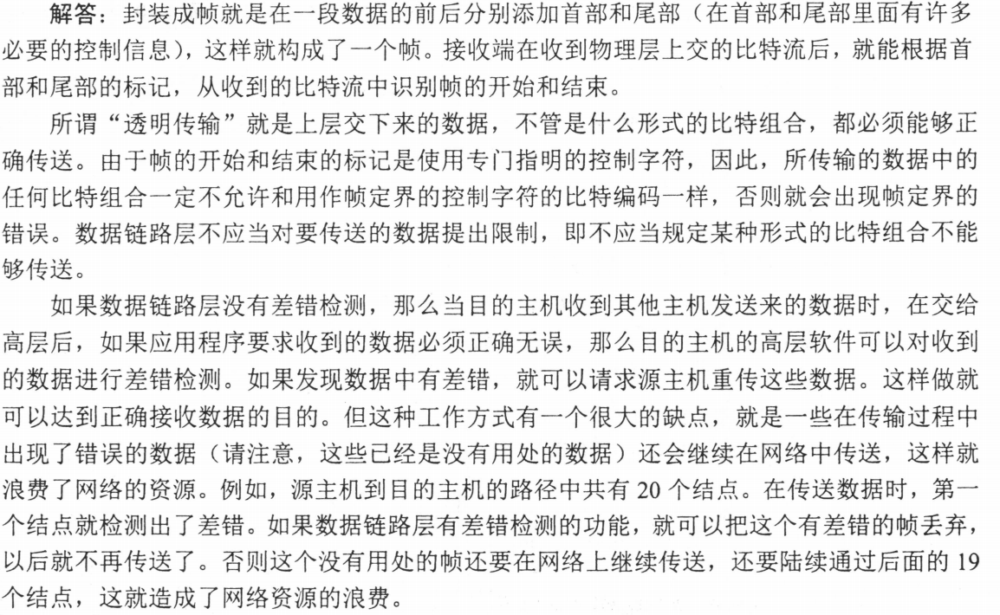 解答：封装成帧就是在一段数据的前后分别添加首部和尾部（在首部和尾部里面有许多
必要的控制信息），这样就构成了一个帧。接收端在收到物理层上交的比特流后，就能根据首
部和尾部的标记，从收到的比特流中识别帧的开始和结束。
所谓“透明传输”就是上层交下来的数据，不管是什么形式的比特组合，都必须能够正
确传送。由于帧的开始和结束的标记是使用专门指明的控制字符，因此，所传输的数据中的
任何比特组合一定不允许和用作帧定界的控制字符的比特编码一样，否则就会出现帧定界的
错误。数据链路层不应当对要传送的数据提出限制，即不应当规定某种形式的比特组合不能
够传送。
如果数据链路层没有差错检测，那么当目的主机收到其他主机发送来的数据时，在交给
高层后，如果应用程序要求收到的数据必须正确无误，那么目的主机的高层软件可以对收到
的数据进行差错检测。如果发现数据中有差错，就可以请求源主机重传这些数据。这样做就
可以达到正确接收数据的目的。但这种工作方式有一个很大的缺点，就是一些在传输过程中
出现了错误的数据（请注意，这些已经是没有用处的数据）还会继续在网络中传送，这样就
浪费了网络的资源。例如，源主机到目的主机的路径中共有 20 个结点。在传送数据时，第一
个结点就检测出了差错。如果数据链路层有差错检测的功能，就可以把这个有差错的帧丢弃，
以后就不再传送了。否则这个没有用处的帧还要在网络上继续传送，还要陆续通过后面的 19
个结点，这就造成了网络资源的浪费。